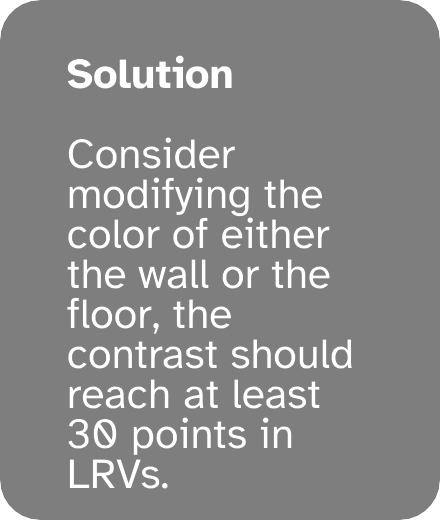 Solution
Consider
modifying the
color of either
the wall or the
floor, the
contrast should
reach at least
30 points in
LRVs.